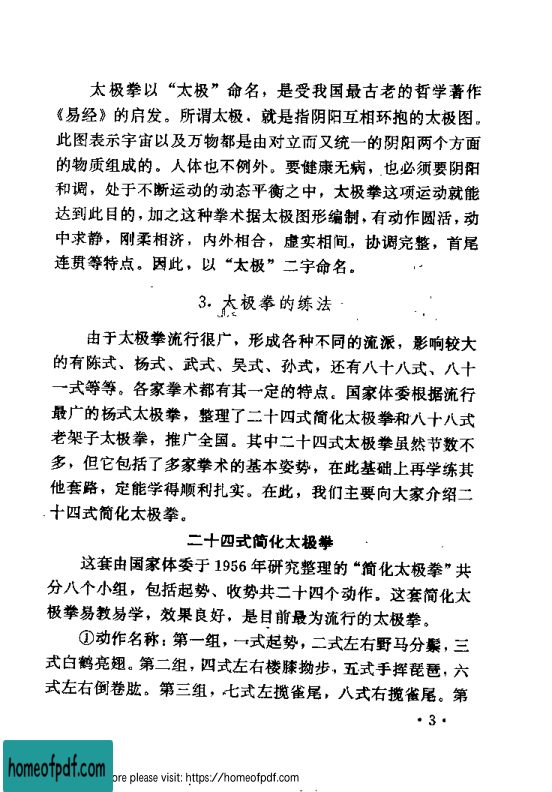 太极拳以“太极”命名，是受我国最古老的哲学著作
《易经》的启发。所谓太极，就是指阴阳互相环抱的太极图。
此图表示宇宙以及万物都是由对立而又统一的阴阳两个方面
的物质组成的。人体也不例外。要健康无病，也必须要阴阳
和调，处于不断运动的动态平衡之中，太极拳这项运动就能
达到此目的，加之这种拳术据太极图形编制，有动作圆活，动
中求静，刚柔相济，内外相合，虚实相间，协调完整，首尾
连贯等特点。因此，以“太极”二字命名。
3. 太极拳的练法
由于太极拳流行很广，形成各种不同的流派，影响较大
的有陈式、杨式、武式、吴式、孙式，还有八十八式、八十
一式等等。各家拳术都有其一定的特点。国家体委根据流行
最广的杨式太极拳，整理了二十四式简化太极拳和八十八式
老架子太极拳，推广全国。其中二十四式太极拳虽然节数不
多，但它包括了多家拳术的基本姿势，在此基础上再学练其
他套路，定能学得顺利扎实。在此，我们主要向大家介绍二
十四式简化太极拳。
二十四式简化太极拳
这套由国家体委于1956年研究整理的“简化太极拳”共
分八个小组，包括起势、收势共二十四个动作。这套简化太
极拳易教易学，效果良好，是目前最为流行的太极拳。
①动作名称：第一组，一式起势，二式左右野马分鬃，三
式白鹤亮翅。第二组，四式左右楼膝拗步，五式手挥琵琶，六
式左右倒卷肱。第三组，七式左揽雀尾，八式右揽雀尾。第
·3·
homeofpdf.com
ore please visit: https://homeofpdf.com